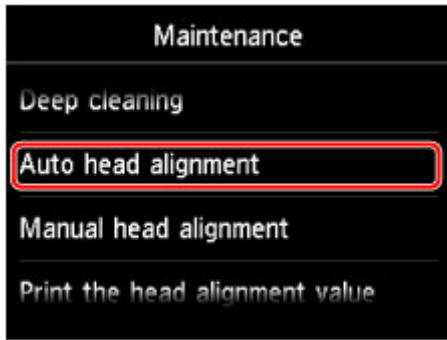 Maintenance
Deep cleaning
Auto head alignment
Manual head alignment
Print the head alignment value